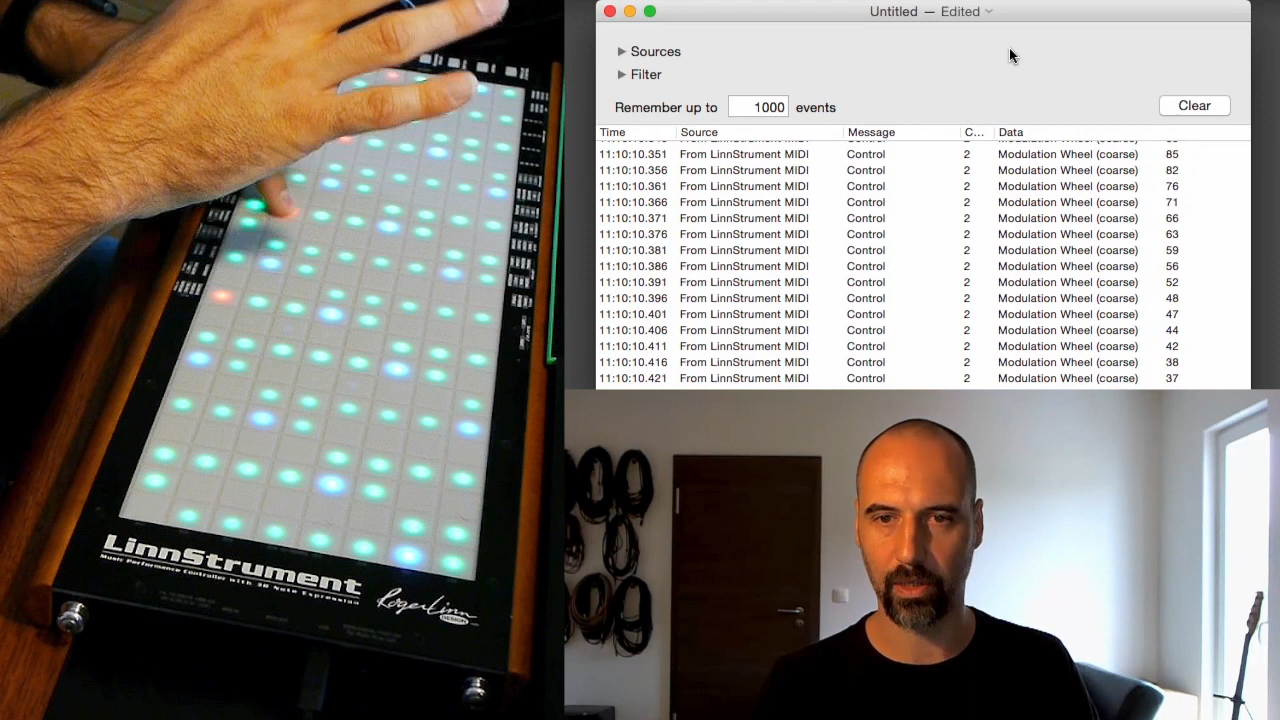 Untitled — Edited
Sources
Filter
Remember up to 1000 events
Clear
Time Source Message C... Data
11:10:10.351 From LinnStrument MIDI Control 2 Modulation Wheel (coarse) 85
11:10:10.356 From LinnStrument MIDI Control 2 Modulation Wheel (coarse) 82
11:10:10.361 From LinnStrument MIDI Control 2 Modulation Wheel (coarse) 76
11:10:10.366 From LinnStrument MIDI Control 2 Modulation Wheel (coarse) 71
11:10:10.371 From LinnStrument MIDI Control 2 Modulation Wheel (coarse) 66
11:10:10.376 From LinnStrument MIDI Control 2 Modulation Wheel (coarse) 63
11:10:10.381 From LinnStrument MIDI Control 2 Modulation Wheel (coarse) 59
11:10:10.386 From LinnStrument MIDI Control 2 Modulation Wheel (coarse) 56
11:10:10.391 From LinnStrument MIDI Control 2 Modulation Wheel (coarse) 52
11:10:10.396 From LinnStrument MIDI Control 2 Modulation Wheel (coarse) 48
11:10:10.401 From LinnStrument MIDI Control 2 Modulation Wheel (coarse) 47
11:10:10.406 From LinnStrument MIDI Control 2 Modulation Wheel (coarse) 44
11:10:10.411 From LinnStrument MIDI Control 2 Modulation Wheel (coarse) 42
11:10:10.416 From LinnStrument MIDI Control 2 Modulation Wheel (coarse) 38
11:10:10.421 From LinnStrument MIDI Control 2 Modulation Wheel (coarse) 37
LinnStrument
Music Performance Controller with 3D Note Expression
Roger Linn
DESIGN